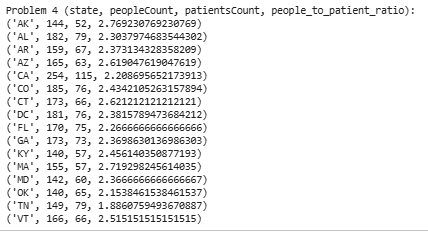 Problem 4 (state, peopleCount, patientsCount, people_to_patient_ratio):
('AK', 144, 52, 2.769230769230769)
('AL', 182, 79, 2.3037974683544302)
('AR', 159, 67, 2.373134328358209)
('AZ', 165, 63, 2.619047619047619)
('CA', 254, 115, 2.208695652173913)
('CO', 185, 76, 2.4342105263157894)
('CT', 173, 66, 2.621212121212121)
('DC', 181, 76, 2.3815789473684212)
('FL', 170, 75, 2.2666666666666666)
('GA', 173, 73, 2.3698630136986303)
('KY', 140, 57, 2.456140350877193)
('MA', 155, 57, 2.719298245614035)
('MD', 142, 60, 2.3666666666666667)
('OK', 140, 65, 2.1538461538461537)
('TN', 149, 79, 1.8860759493670887)
('VT', 166, 66, 2.515151515151515)